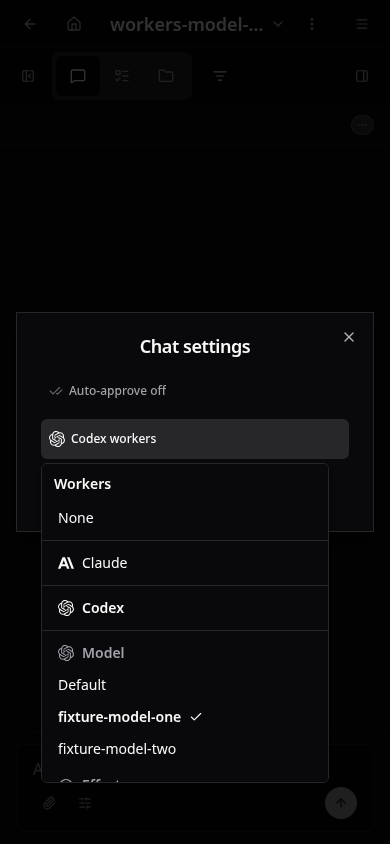 workers-model-...
Chat settings
Auto-approve off
Codex workers
Workers
None
Claude
Codex
Model
Default
fixture-model-one
fixture-model-two